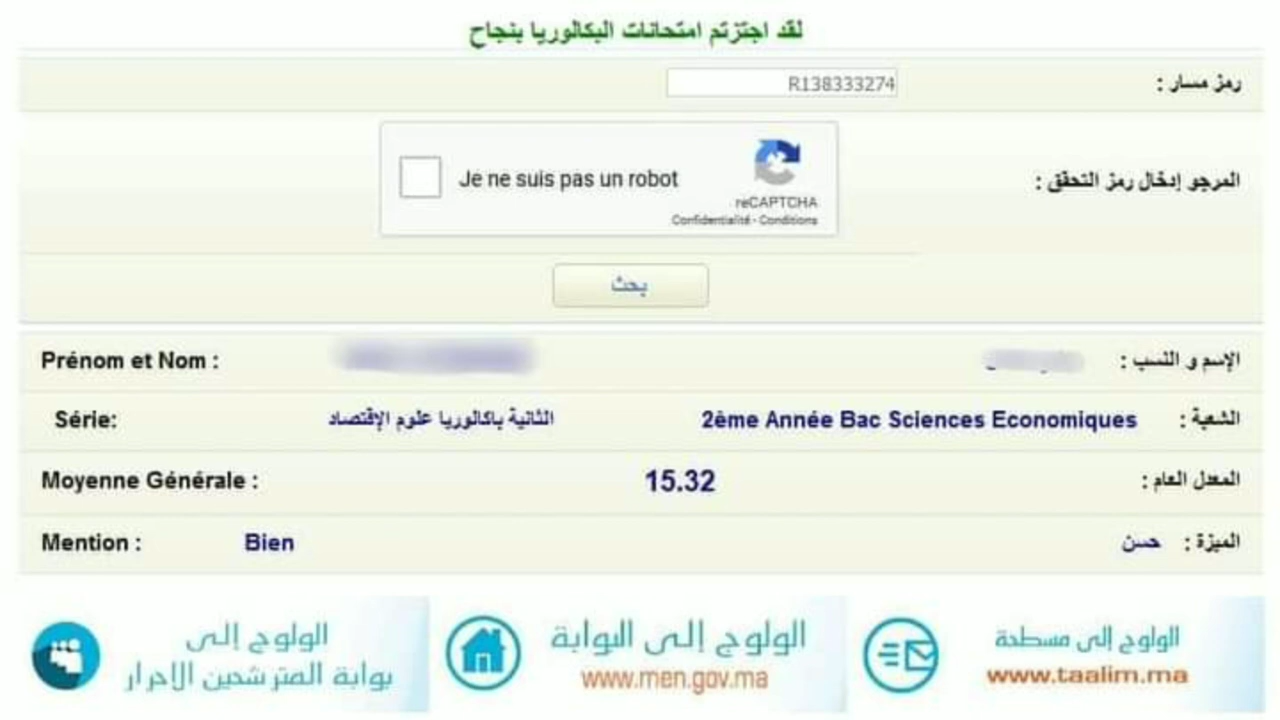 لقد اجتزتم امتحانات البكالوريا بنجاح
رمز مسار : R138333274
المرجو إدخال رمز التحقق :
Je ne suis pas un robot
reCAPTCHA
Confidentialité - Conditions
بحث
Prénom et Nom : الإسم و النسب :
Série: الثانية باكالوريا علوم الإقتصاد 2ème Année Bac Sciences Economiques الشعبة :
Moyenne Générale : 15.32 المعدل العام :
Mention : Bien حسن الميزة :
الولوج إلى
بوابة المترشحين الأحرار
الولوج إلى البوابة
www.men.gov.ma
الولوج إلى مسطحة
www.taalim.ma